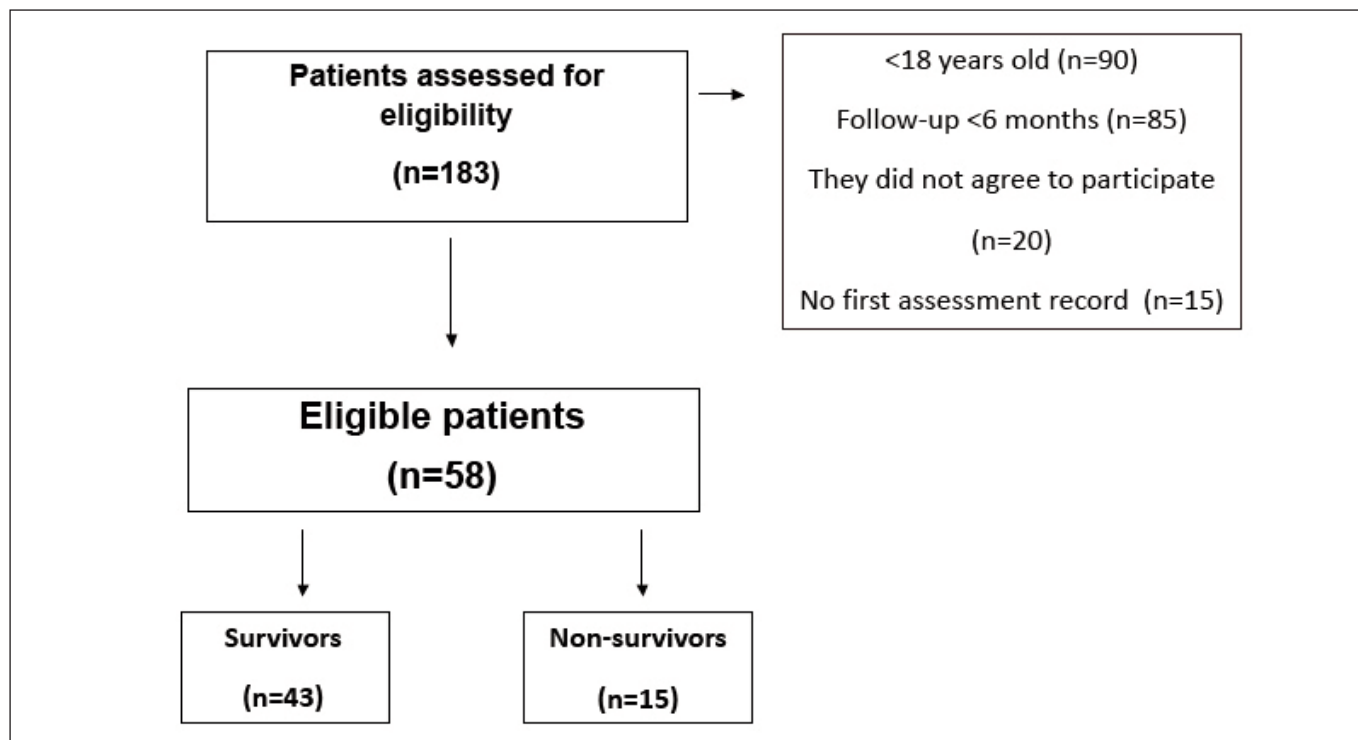 Patients assessed for
eligibility
(n=183)
<18 years old (n=90)
Follow-up <6 months (n=85)
They did not agree to participate
(n=20)
No first assessment record (n=15)
Eligible patients
(n=58)
Survivors
(n=43)
Non-survivors
(n=15)